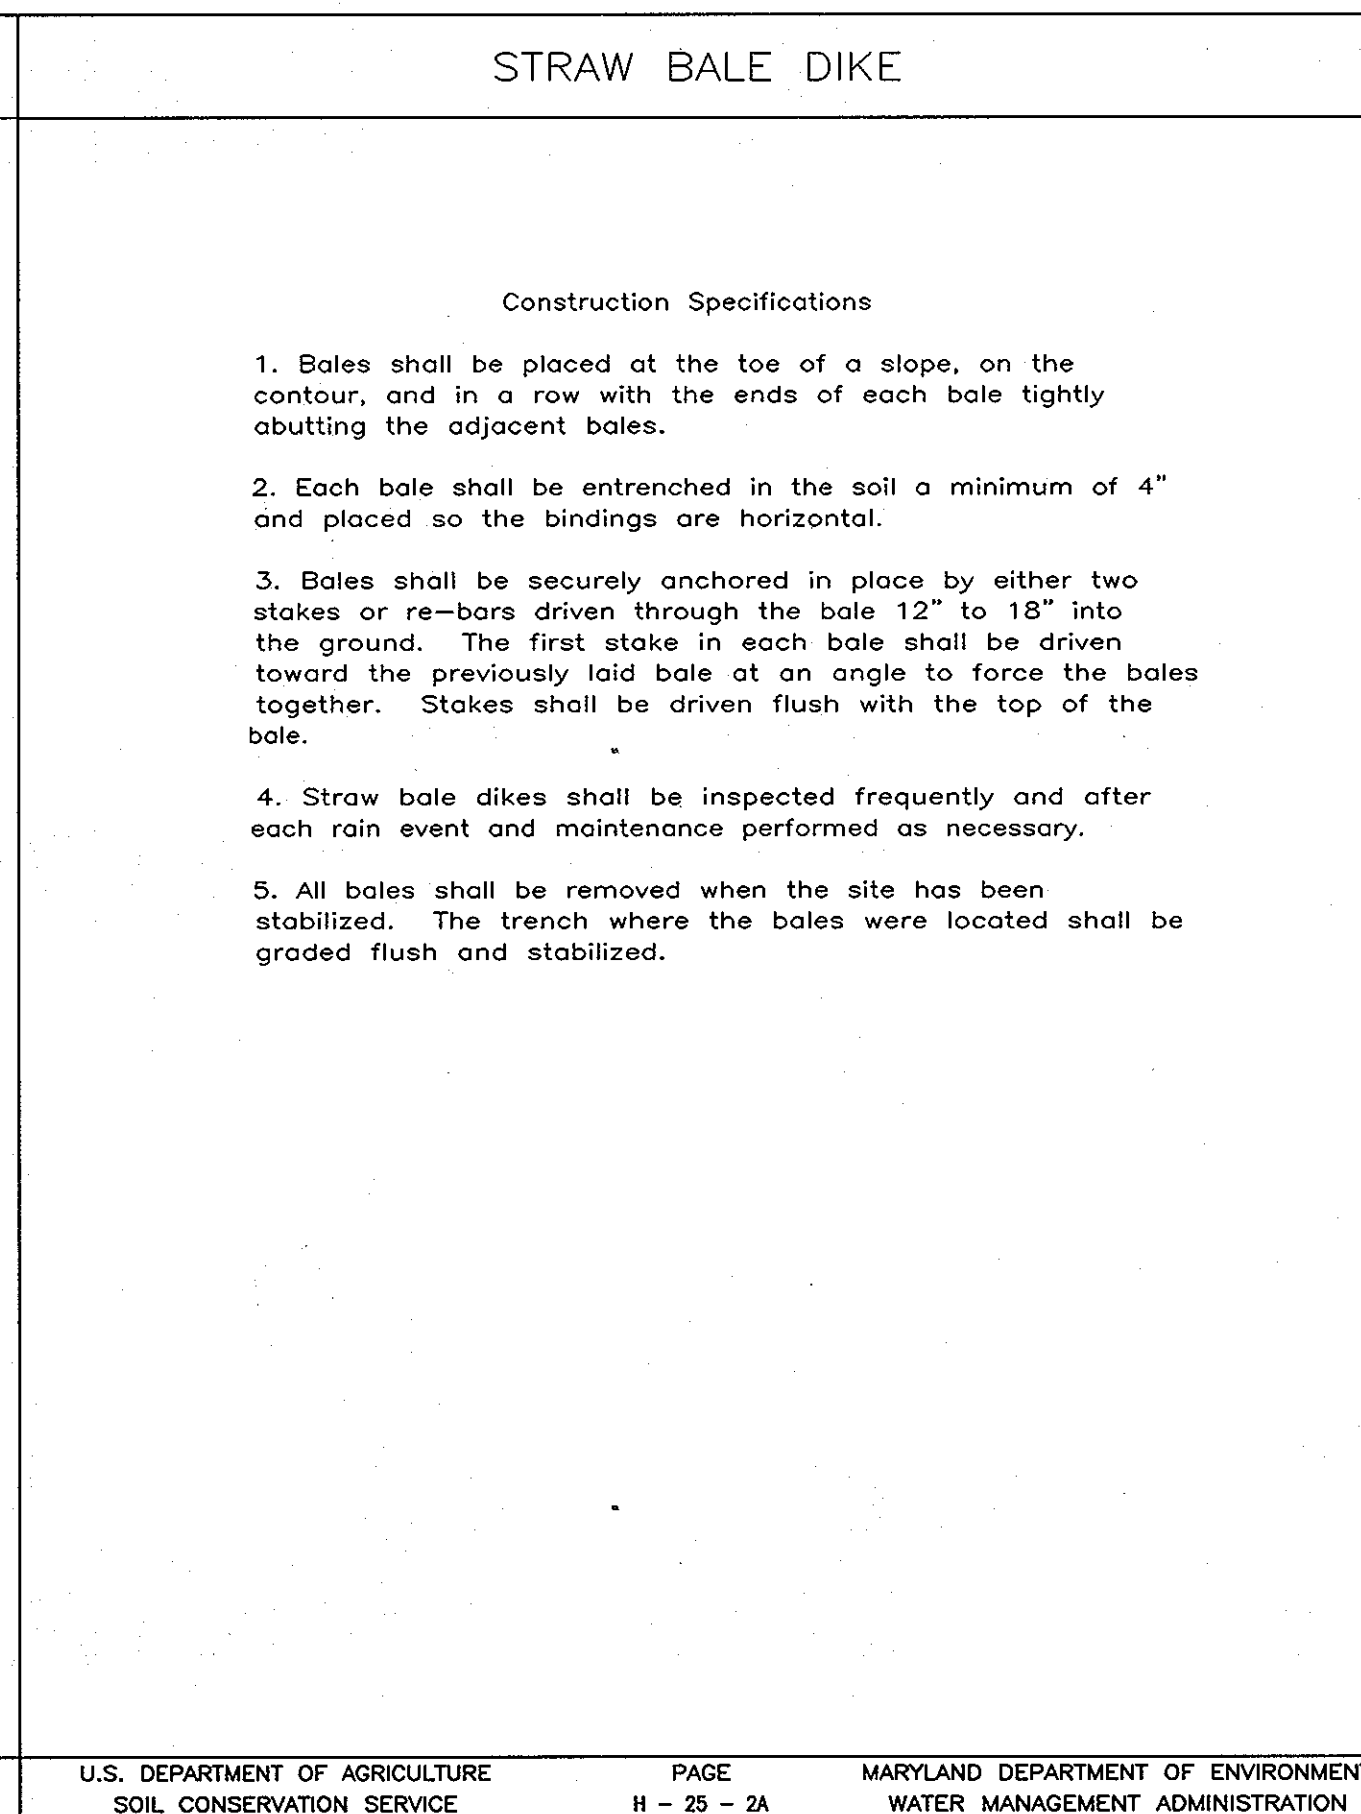 STRAW BALE DIKE
Construction Specifications
1. Bales shall be placed at the toe of a slope, on the
contour, and in a row with the ends of each bale tightly
abutting the adjacent bales.
2. Each bale shall be entrenched in the soil a minimum of 4"
and placed so the bindings are horizontal.
3. Bales shall be securely anchored in place by either two
stakes or re-bars driven through the bale 12" to 18" into
the ground. The first stake in each bale shall be driven
toward the previously laid bale at an angle to force the bales
together. Stakes shall be driven flush with the top of the
bale.
4. Straw bale dikes shall be inspected frequently and after
each rain event and maintenance performed as necessary.
5. All bales shall be removed when the site has been
stabilized. The trench where the bales were located shall be
graded flush and stabilized.
U.S. DEPARTMENT OF AGRICULTURE PAGE MARYLAND DEPARTMENT OF ENVIRONMEN
SOIL CONSERVATION SERVICE H - 25 - 2A WATER MANAGEMENT ADMINISTRATION